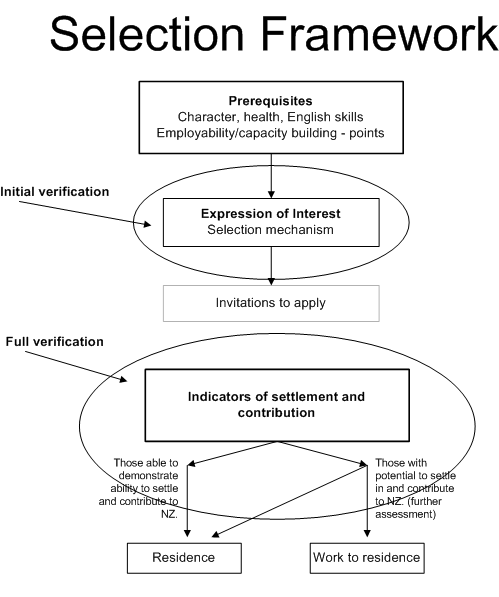 Selection Framework
Prerequisites
Character, health, English skills
Employability/capacity building - points
Initial verification
Expression of Interest
Selection mechanism
Invitations to apply
Full verification
Indicators of settlement and
contribution
Those able to
demonstrate
ability to settle
and contribute to
NZ.
Those with
potential to settle
in and contribute
to NZ. (further
assessment)
Residence
Work to residence